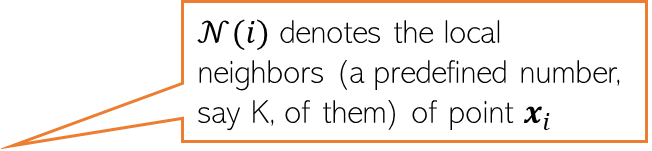 𝒩(i) denotes the local
neighbors (a predefined number,
say K, of them) of point 𝒙ᵢ